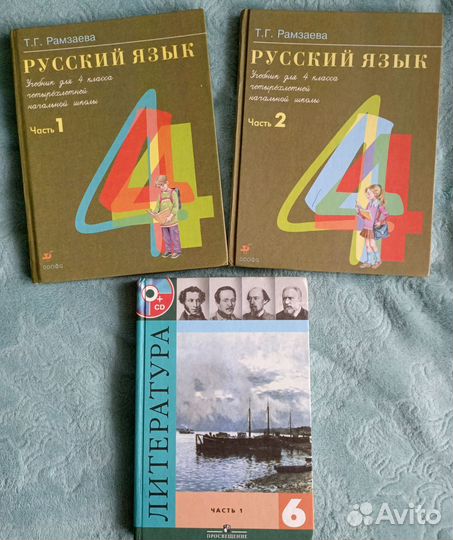 Т.Г. Рамзаева
РУССКИЙ ЯЗЫК
Учебник для 4 класса
четырёхлетней
начальной школы
Часть 1
4
ДРОФА
Т.Г. Рамзаева
РУССКИЙ ЯЗЫК
Учебник для 4 класса
четырёхлетней
начальной школы
Часть 2
4
ДРОФА
+
CD
ЛИТЕРАТУРА
ЧАСТЬ 1
6
ПРОСВЕЩЕНИЕ
Avito